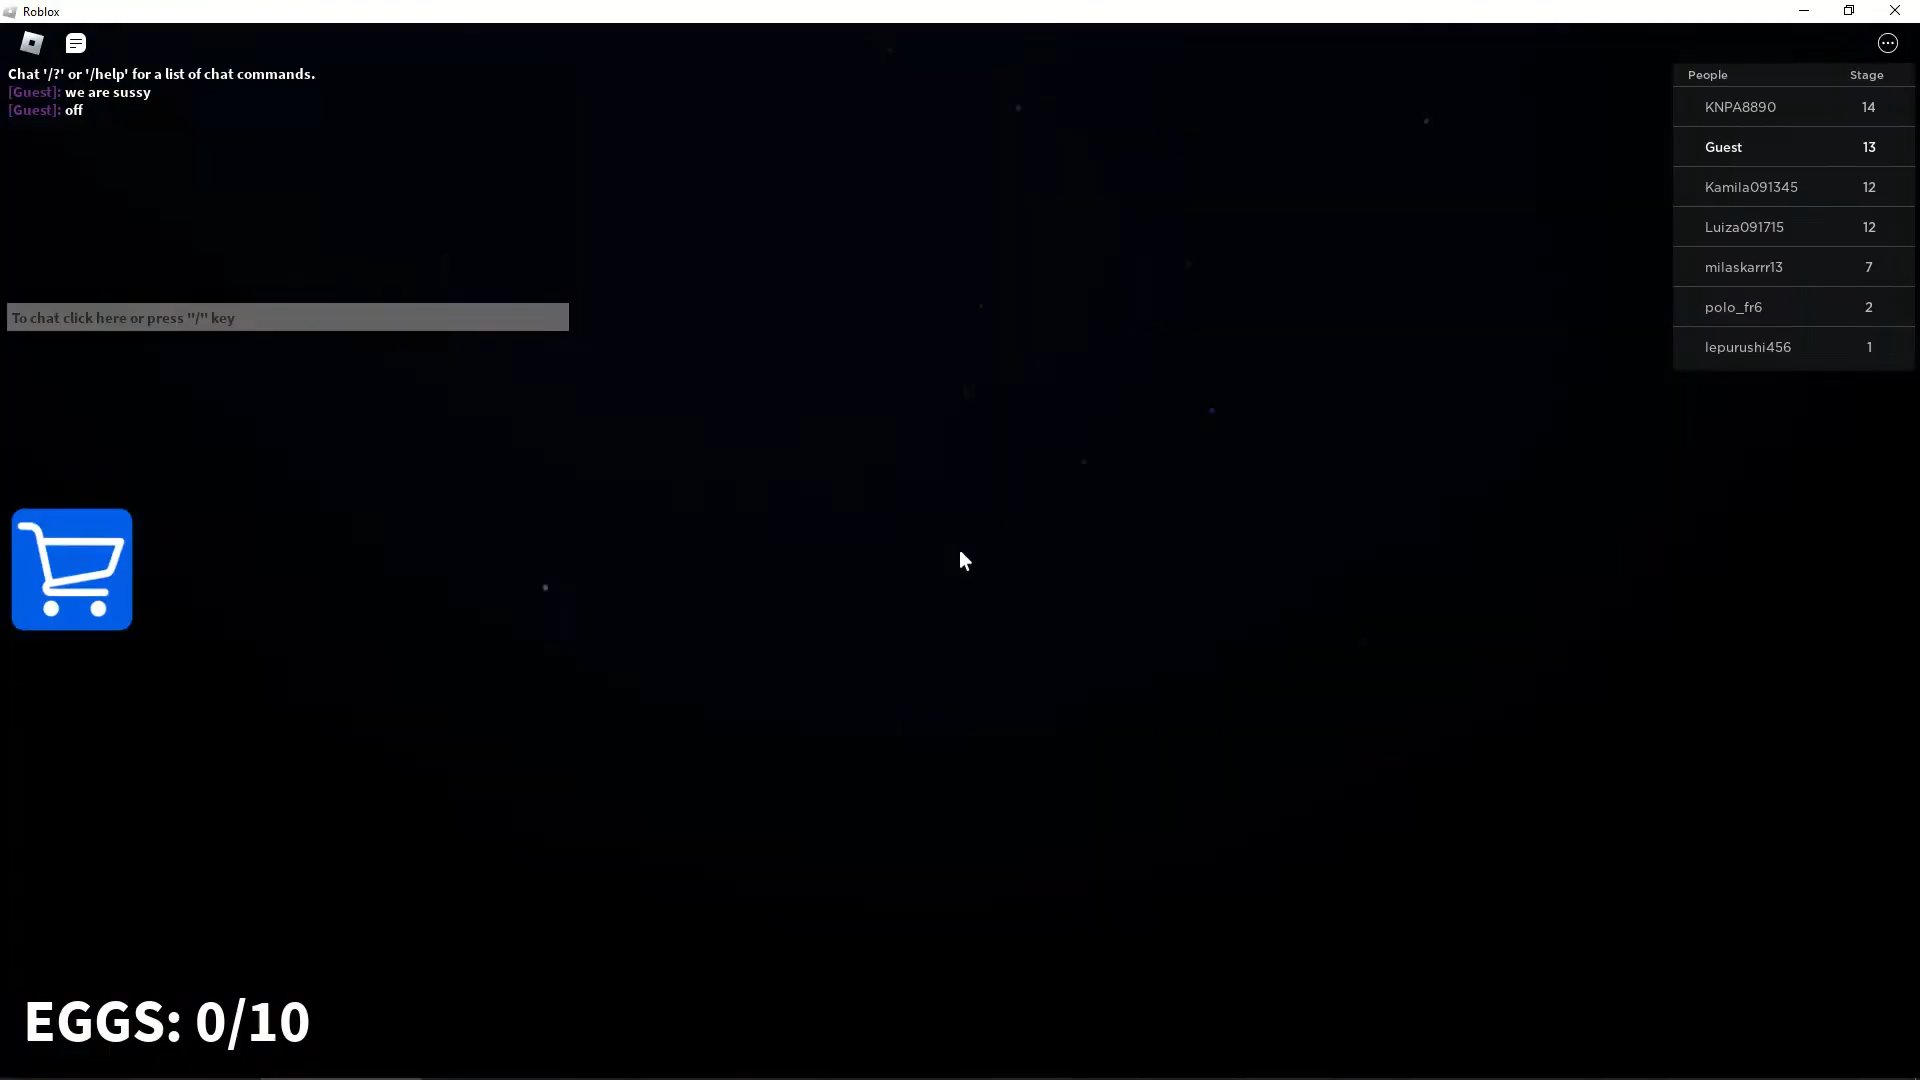 Roblox
Chat '/?' or '/help' for a list of chat commands.
[Guest]: we are sussy
[Guest]: off
To chat click here or press "/" key
People Stage
KNPA8890 14
Guest 13
Kamila091345 12
Luiza091715 12
milaskarrr13 7
polo_fr6 2
lepurushi456 1
EGGS: 0/10